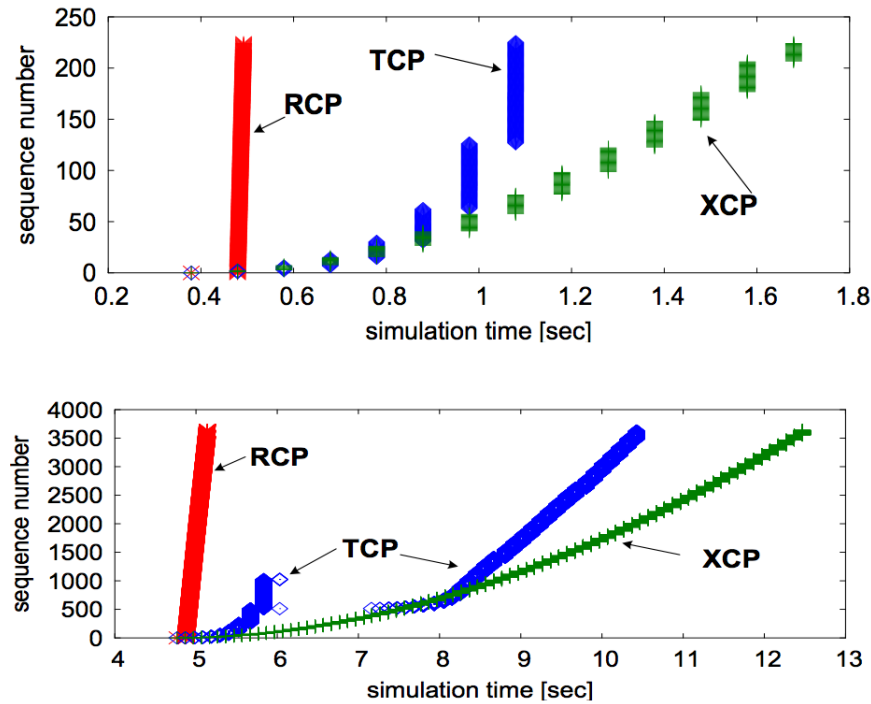 250
200
150
100
50
0
sequence number
TCP
RCP
XCP
0.2 0.4 0.6 0.8 1 1.2 1.4 1.6 1.8
simulation time [sec]
4000
3500
3000
2500
2000
1500
1000
500
0
sequence number
RCP
TCP
XCP
4 5 6 7 8 9 10 11 12 13
simulation time [sec]